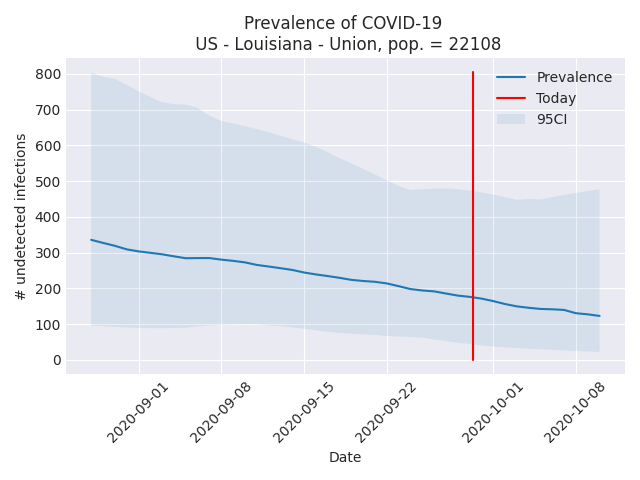 Prevalence of COVID-19
US - Louisiana - Union, pop. = 22108
Prevalence
Today
95CI
# undetected infections
800
700
600
500
400
300
200
100
0
2020-09-01
2020-09-08
2020-09-15
2020-09-22
2020-10-01
2020-10-08
Date